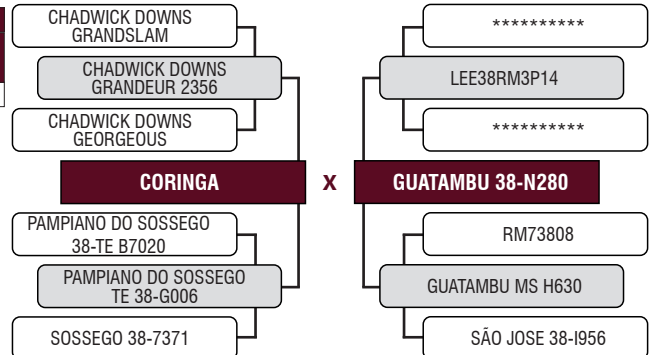 CHADWICK DOWNS
GRANDSLAM
CHADWICK DOWNS
GRANDEUR 2356
CHADWICK DOWNS
GEORGEOUS
CORINGA
PAMPIANO DO SOSSEGO
38-TE B7020
PAMPIANO DO SOSSEGO
TE 38-G006
SOSSEGO 38-7371
X
**********
LEE38RM3P14
**********
GUATAMBU 38-N280
RM73808
GUATAMBU MS H630
SÃO JOSE 38-I956